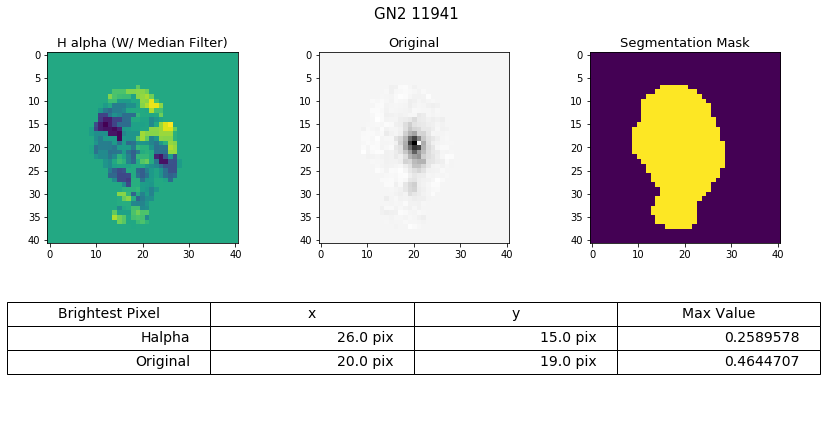 GN2 11941
H alpha (W/ Median Filter) Original Segmentation Mask
0 0 0
5 5 5
10 10 10
15 15 15
20 20 20
25 25 25
30 30 30
35 35 35
40 40 40
0 10 20 30 40 0 10 20 30 40 0 10 20 30 40
Brightest Pixel x y Max Value
Halpha 26.0 pix 15.0 pix 0.2589578
Original 20.0 pix 19.0 pix 0.4644707